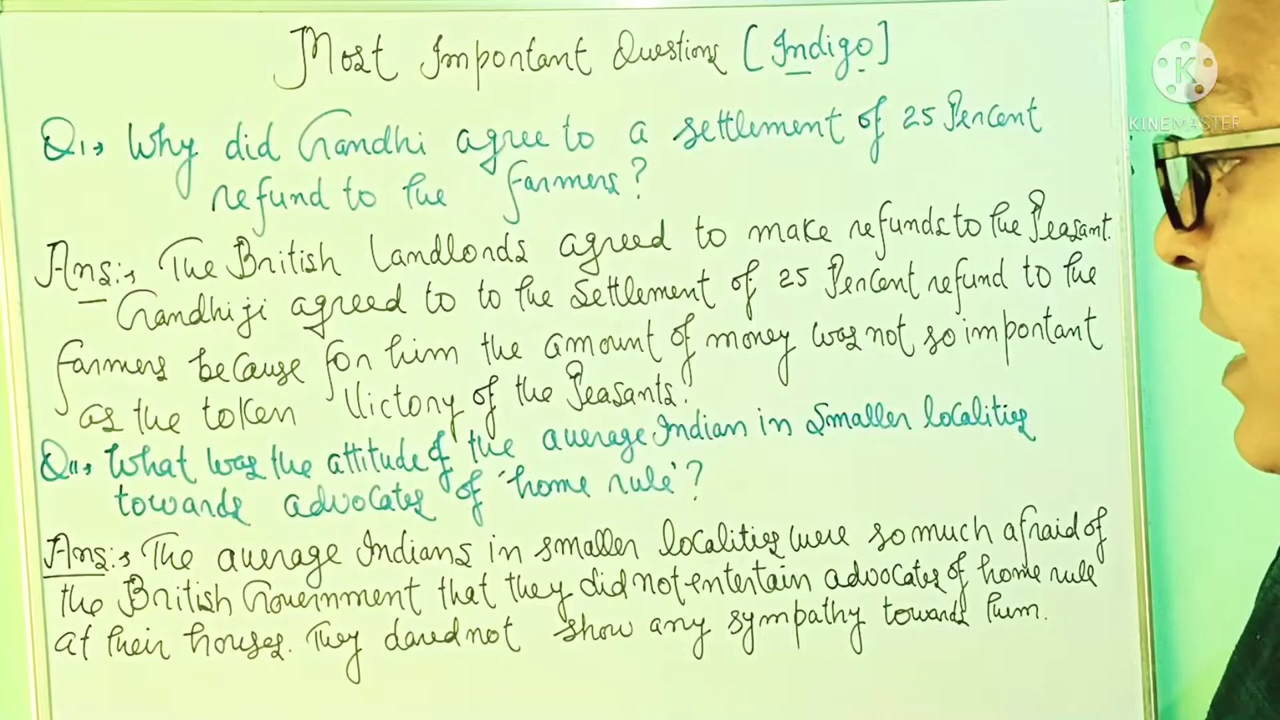 Most Important Questions [Indigo]
Q1, Why did Gandhi agree to a settlement of 25 Percent
refund to the farmers?
Ans:, The British Landlords agreed to make refunds to the Peasant.
Gandhiji agreed to to the Settlement of 25 Percent refund to the
farmers because for him the amount of money was not so important
as the token Victory of the Peasants.
Q11, What was the attitude of the average Indian in smaller localities
towards advocates of 'home rule'?
Ans:, The average Indians in smaller localities were so much afraid of
the British Government that they did not entertain advocates of home rule
at their houses. They dared not show any sympathy towards them.
K
KINEMASTER